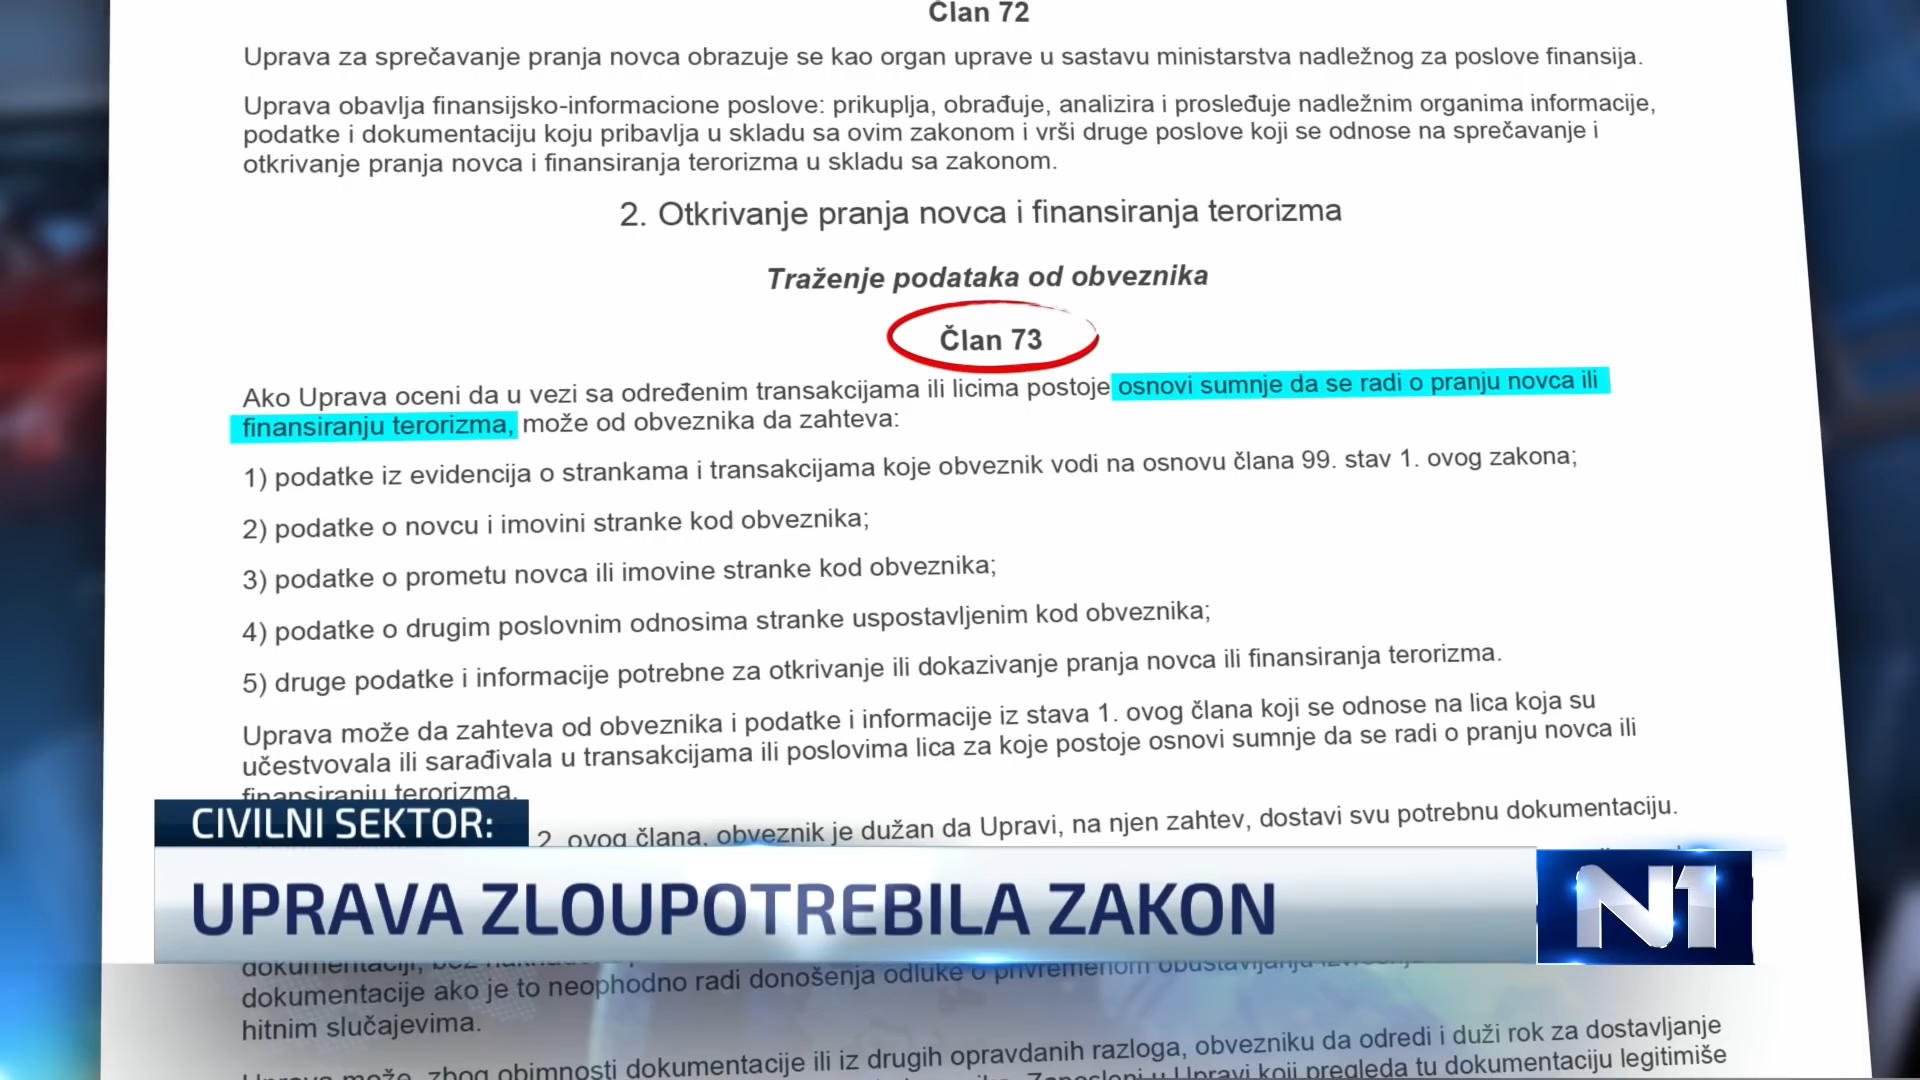 Član 72
Uprava za sprečavanje pranja novca obrazuje se kao organ uprave u sastavu ministarstva nadležnog za poslove finansija.
Uprava obavlja finansijsko-informacione poslove: prikuplja, obrađuje, analizira i prosleđuje nadležnim organima informacije,
podatke i dokumentaciju koju pribavlja u skladu sa ovim zakonom i vrši druge poslove koji se odnose na sprečavanje i
otkrivanje pranja novca i finansiranja terorizma u skladu sa zakonom.
2. Otkrivanje pranja novca i finansiranja terorizma
Traženje podataka od obveznika
Član 73
Ako Uprava oceni da u vezi sa određenim transakcijama ili licima postoje osnovi sumnje da se radi o pranju novca ili
finansiranju terorizma, može od obveznika da zahteva:
1) podatke iz evidencija o strankama i transakcijama koje obveznik vodi na osnovu člana 99. stav 1. ovog zakona;
2) podatke o novcu i imovini stranke kod obveznika;
3) podatke o prometu novca ili imovine stranke kod obveznika;
4) podatke o drugim poslovnim odnosima stranke uspostavljenim kod obveznika;
5) druge podatke i informacije potrebne za otkrivanje ili dokazivanje pranja novca ili finansiranja terorizma.
Uprava može da zahteva od obveznika i podatke i informacije iz stava 1. ovog člana koji se odnose na lica koja su
učestvovala ili sarađivala u transakcijama ili poslovima lica za koje postoje osnovi sumnje da se radi o pranju novca ili
finansiranju terorizma.
2. ovog člana, obveznik je dužan da Upravi, na njen zahtev, dostavi svu potrebnu dokumentaciju.
CIVILNI SEKTOR:
UPRAVA ZLOUPOTREBILA ZAKON
N1
dokumentaciji, bez
dokumentacije ako je to neophodno radi donošenja odluke o privremenom obustavljanju
hitnim slučajevima.
Uprava može, zbog obimnosti dokumentacije ili iz drugih opravdanih razloga, obvezniku da odredi i duži rok za dostavljanje
Zaposleni u Upravi koji pregleda tu dokumentaciju legitimiše